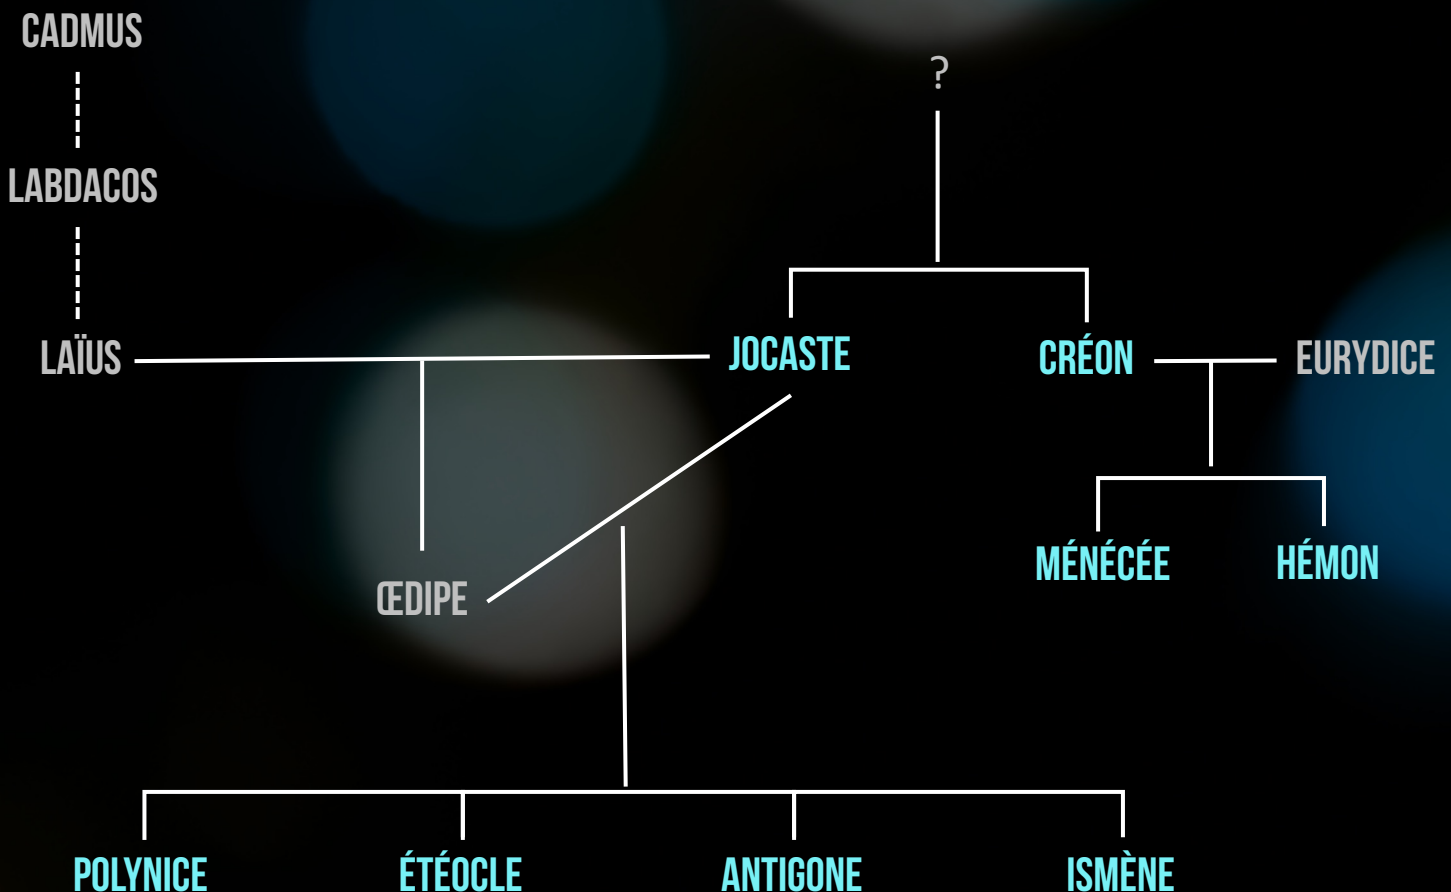 CADMUS
?
LABDACOS
LAÏUS
JOCASTE
CRÉON
EURYDICE
ŒDIPE
MÉNÉCÉE
HÉMON
POLYNICE
ÉTÉOCLE
ANTIGONE
ISMÈNE